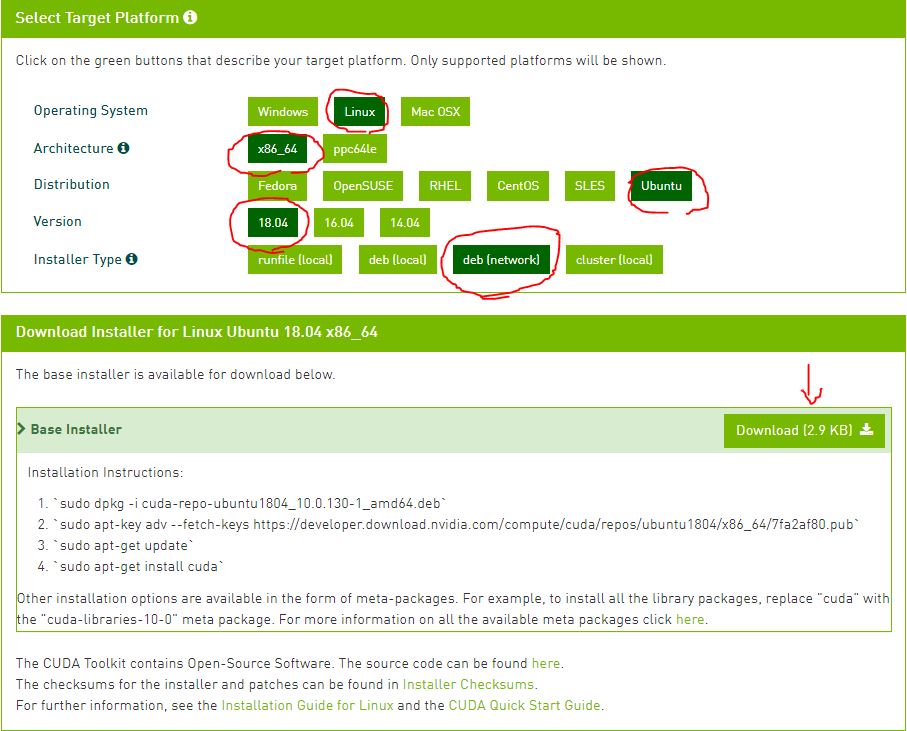 Select Target Platform
Click on the green buttons that describe your target platform. Only supported platforms will be shown.
Operating System Windows Linux Mac OSX
Architecture x86_64 ppc64le
Distribution Fedora OpenSUSE RHEL CentOS SLES Ubuntu
Version 18.04 16.04 14.04
Installer Type runfile (local) deb (local) deb (network) cluster (local)
Download Installer for Linux Ubuntu 18.04 x86_64
The base installer is available for download below.
Base Installer Download (2.9 KB)
Installation Instructions:
1. `sudo dpkg -i cuda-repo-ubuntu1804_10.0.130-1_amd64.deb`
2. `sudo apt-key adv --fetch-keys https://developer.download.nvidia.com/compute/cuda/repos/ubuntu1804/x86_64/7fa2af80.pub`
3. `sudo apt-get update`
4. `sudo apt-get install cuda`
Other installation options are available in the form of meta-packages. For example, to install all the library packages, replace "cuda" with
the "cuda-libraries-10-0" meta package. For more information on all the available meta packages click here.
The CUDA Toolkit contains Open-Source Software. The source code can be found here.
The checksums for the installer and patches can be found in Installer Checksums.
For further information, see the Installation Guide for Linux and the CUDA Quick Start Guide.